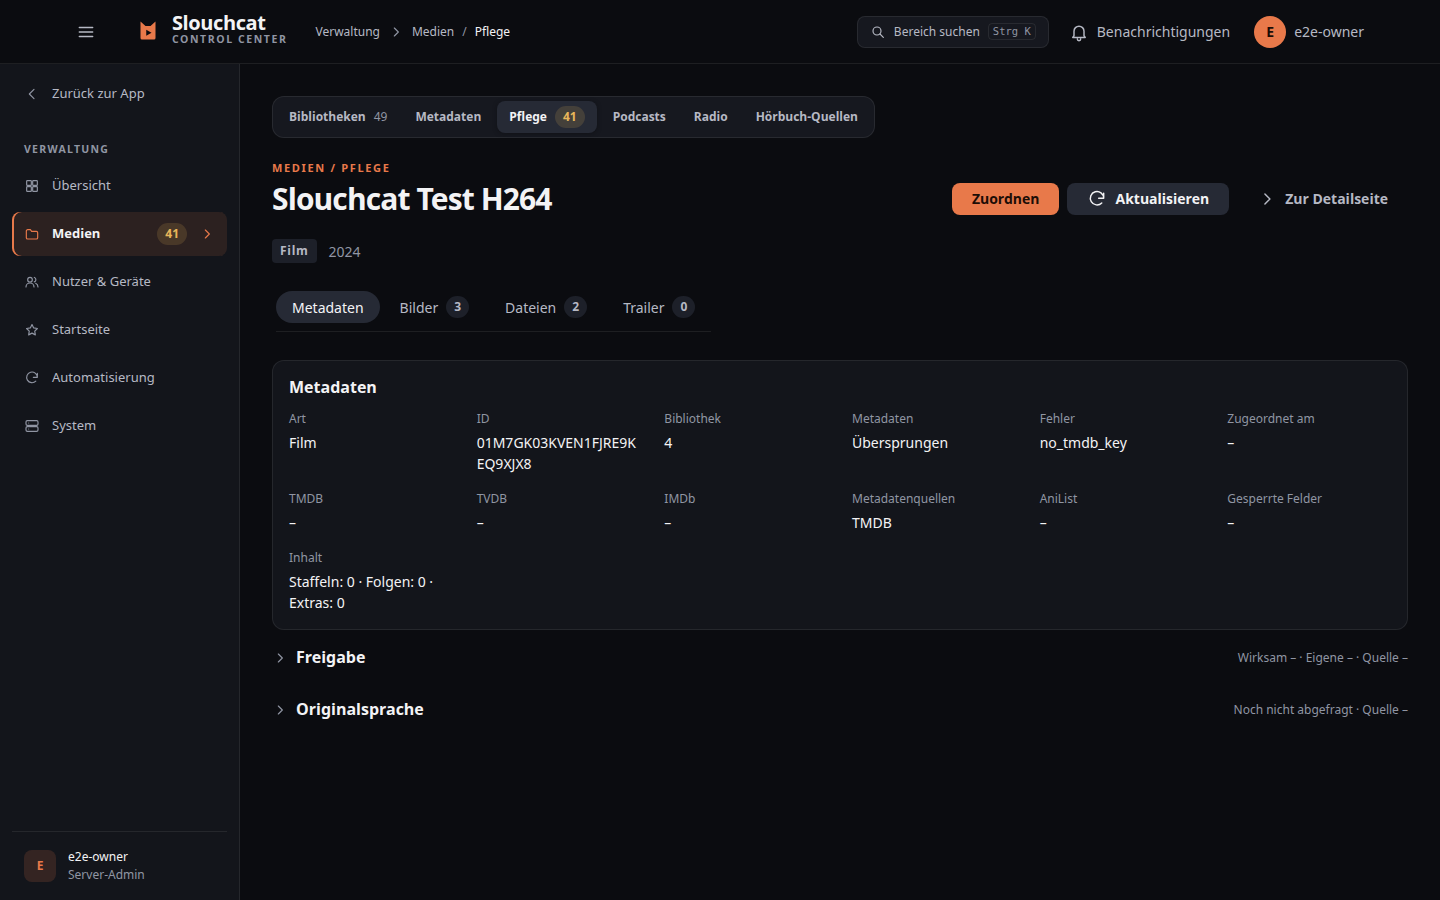 Slouchcat
CONTROL CENTER
Verwaltung
Medien / Pflege
Bereich suchen Strg K
Benachrichtigungen
E e2e-owner
Zurück zur App
VERWALTUNG
Übersicht
Medien 41
Nutzer & Geräte
Startseite
Automatisierung
System
E
e2e-owner
Server-Admin
Bibliotheken 49 Metadaten Pflege 41 Podcasts Radio Hörbuch-Quellen
MEDIEN / PFLEGE
Slouchcat Test H264
Zuordnen Aktualisieren Zur Detailseite
Film 2024
Metadaten Bilder 3 Dateien 2 Trailer 0
Metadaten
Art ID Bibliothek Metadaten Fehler Zugeordnet am
Film 01M7GK03KVEN1FJRE9K 4 Übersprungen no_tmdb_key –
EQ9XJX8
TMDB TVDB IMDb Metadatenquellen AniList Gesperrte Felder
– – – TMDB – –
Inhalt
Staffeln: 0 · Folgen: 0 ·
Extras: 0
Freigabe Wirksam – · Eigene – · Quelle –
Originalsprache Noch nicht abgefragt · Quelle –